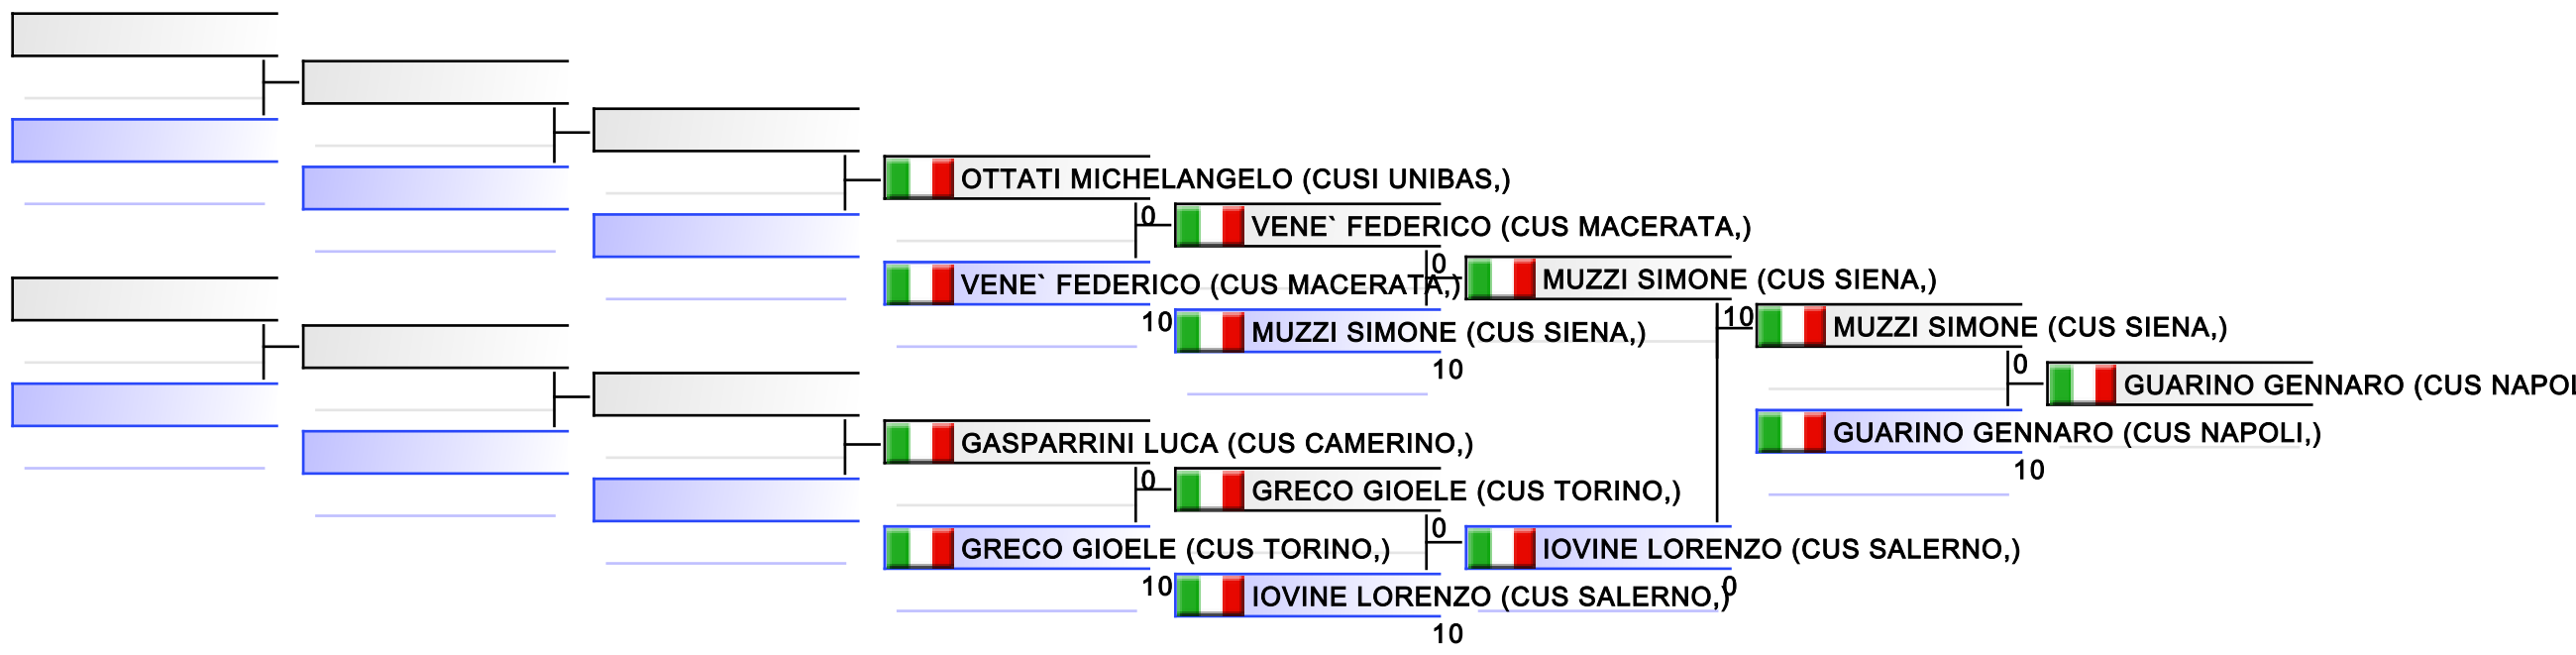 OTTATI MICHELANGELO (CUSI UNIBAS,)
0
VENE` FEDERICO (CUS MACERATA,)
0
VENE` FEDERICO (CUS MACERATA,)
10
MUZZI SIMONE (CUS SIENA,)
10
MUZZI SIMONE (CUS SIENA,)
10
MUZZI SIMONE (CUS SIENA,)
0
GUARINO GENNARO (CUS NAPOL
GUARINO GENNARO (CUS NAPOLI,)
10
GASPARRINI LUCA (CUS CAMERINO,)
0
GRECO GIOELE (CUS TORINO,)
0
GRECO GIOELE (CUS TORINO,)
10
IOVINE LORENZO (CUS SALERNO,)
0
IOVINE LORENZO (CUS SALERNO,)
10